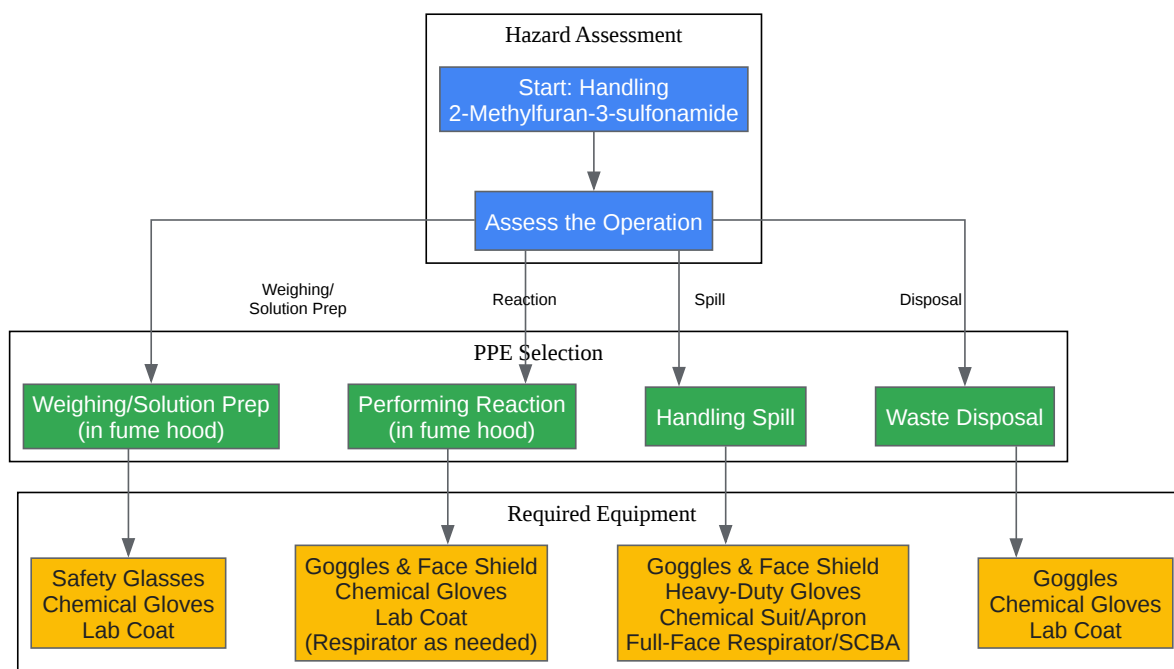 Hazard Assessment
Start: Handling
2-Methylfuran-3-sulfonamide
Assess the Operation
Weighing/
Solution Prep
Reaction
Spill
Disposal
PPE Selection
Weighing/Solution Prep
(in fume hood)
Performing Reaction
(in fume hood)
Handling Spill
Waste Disposal
Required Equipment
Safety Glasses
Chemical Gloves
Lab Coat
Goggles & Face Shield
Chemical Gloves
Lab Coat
(Respirator as needed)
Goggles & Face Shield
Heavy-Duty Gloves
Chemical Suit/Apron
Full-Face Respirator/SCBA
Goggles
Chemical Gloves
Lab Coat